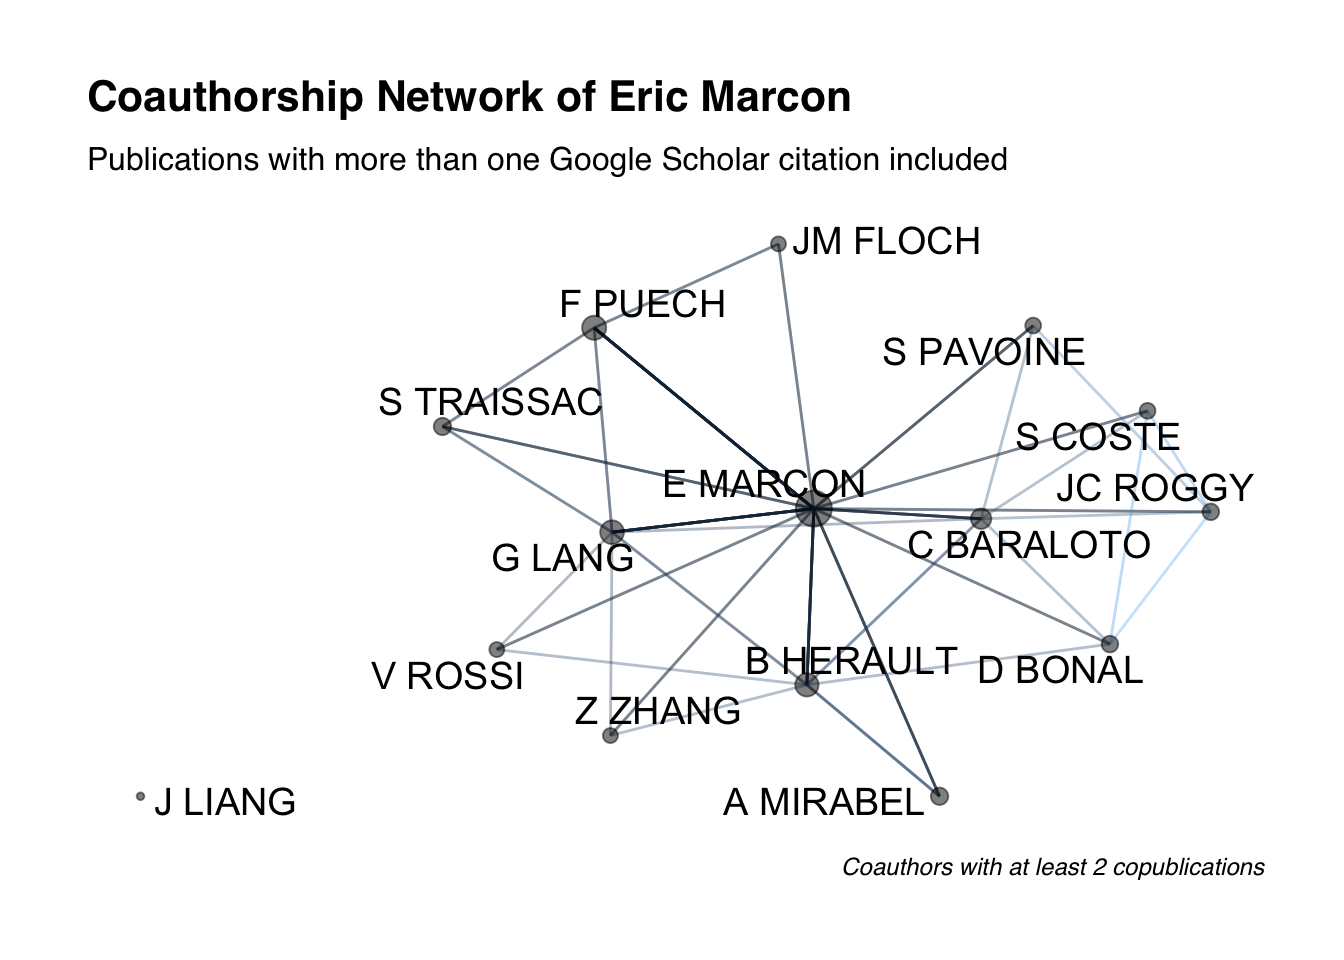 Coauthorship Network of Eric Marcon
Publications with more than one Google Scholar citation included
JM FLOCH
F PUECH
S PAVOINE
S TRAISSAC
S COSTE
E MARCON
JC ROGGY
G LANG
C BARALOTO
V ROSSI
B HERAULT
D BONAL
Z ZHANG
J LIANG
A MIRABEL
Coauthors with at least 2 copublications